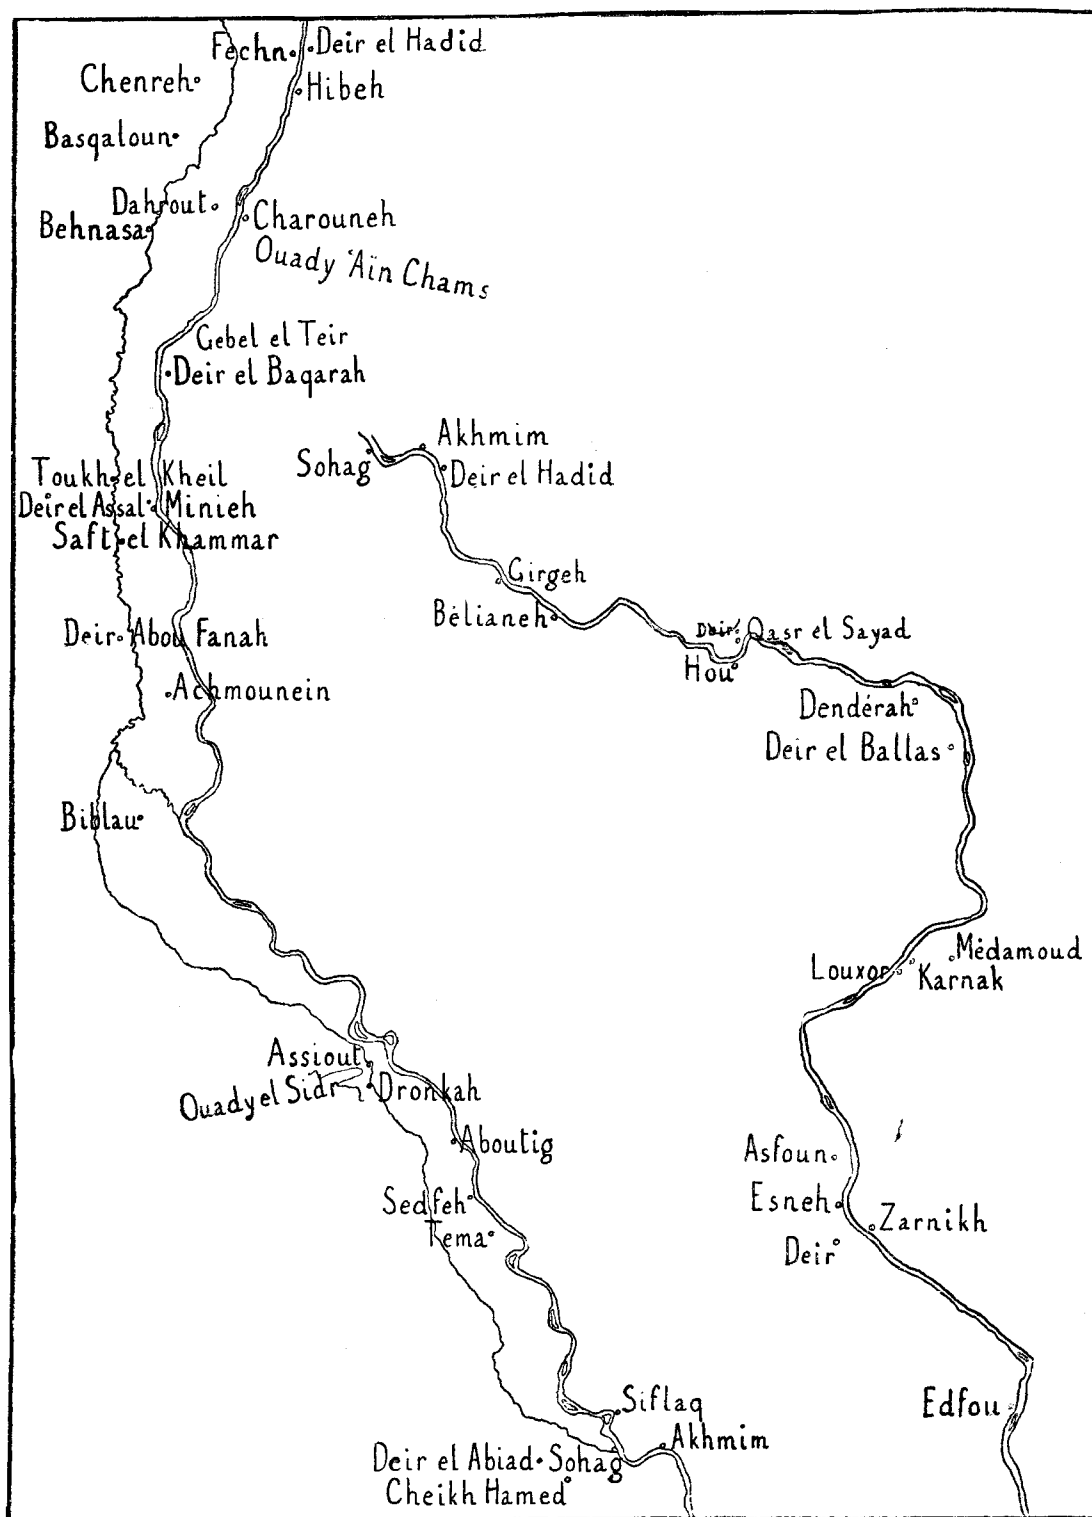 Fechn
Deir el Hadid
Chenreh
Hibeh
Basqaloun
Dahrout
Behnasa
Charouneh
Ouady 'Aïn Chams
Gebel el Teir
Deir el Baqarah
Toukh el Kheil
Deir el Assal
Minieh
Saft el Khammar
Deir Abou Fanah
Achmounein
Biblau
Assiout
Ouady el Sidr
Dronkah
Aboutig
Sedfeh
Tema
Siflaq
Akhmim
Deir el Abiad
Sohag
Cheikh Hamed
Sohag
Akhmim
Deir el Hadid
Girgeh
Bélianeh
Deir
Qasr el Sayad
Hou
Dendérah
Deir el Ballas
Médamoud
Louxor
Karnak
Asfoun
Esneh
Zarnikh
Deir
Edfou